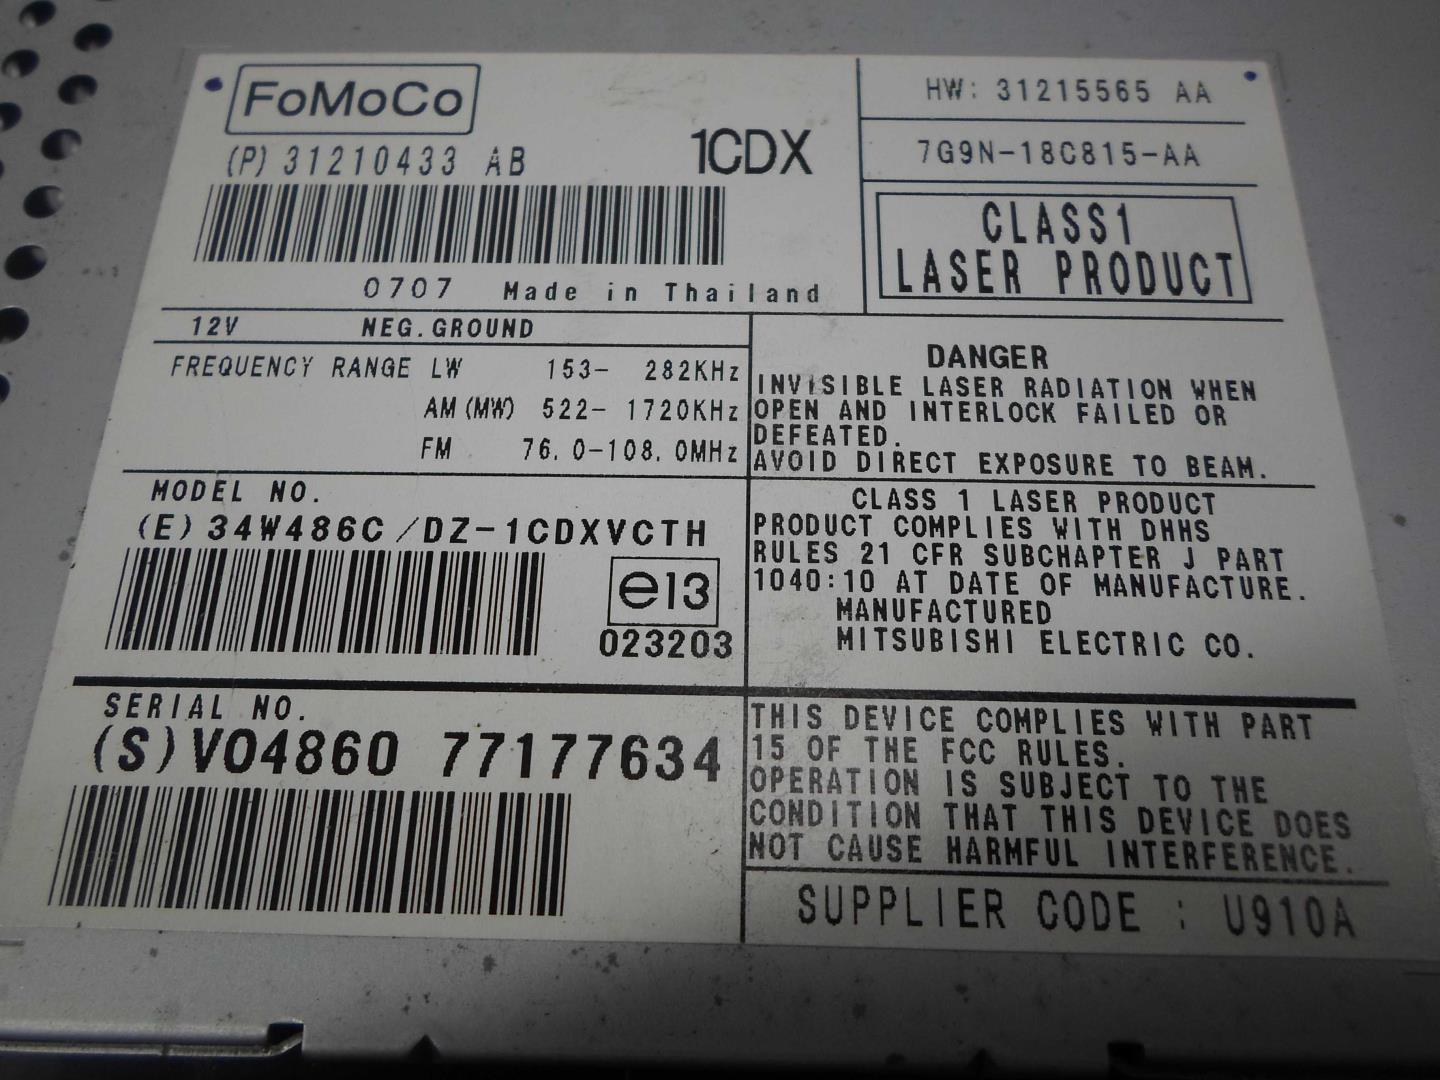 FoMoCo
(P) 31210433 AB
1CDX
0707 Made in Thailand
HW: 31215565 AA
7G9N-18C815-AA
CLASS1
LASER PRODUCT
12V NEG. GROUND
FREQUENCY RANGE LW 153- 282KHz
AM (MW) 522- 1720KHz
FM 76.0-108.0MHz
DANGER
INVISIBLE LASER RADIATION WHEN
OPEN AND INTERLOCK FAILED OR
DEFEATED.
AVOID DIRECT EXPOSURE TO BEAM.
MODEL NO.
(E) 34W486C /DZ-1CDXVCTH
e13
023203
CLASS 1 LASER PRODUCT
PRODUCT COMPLIES WITH DHHS
RULES 21 CFR SUBCHAPTER J PART
1040:10 AT DATE OF MANUFACTURE.
MANUFACTURED
MITSUBISHI ELECTRIC CO.
SERIAL NO.
(S) VO4860 77177634
THIS DEVICE COMPLIES WITH PART
15 OF THE FCC RULES.
OPERATION IS SUBJECT TO THE
CONDITION THAT THIS DEVICE DOES
NOT CAUSE HARMFUL INTERFERENCE.
SUPPLIER CODE : U910A